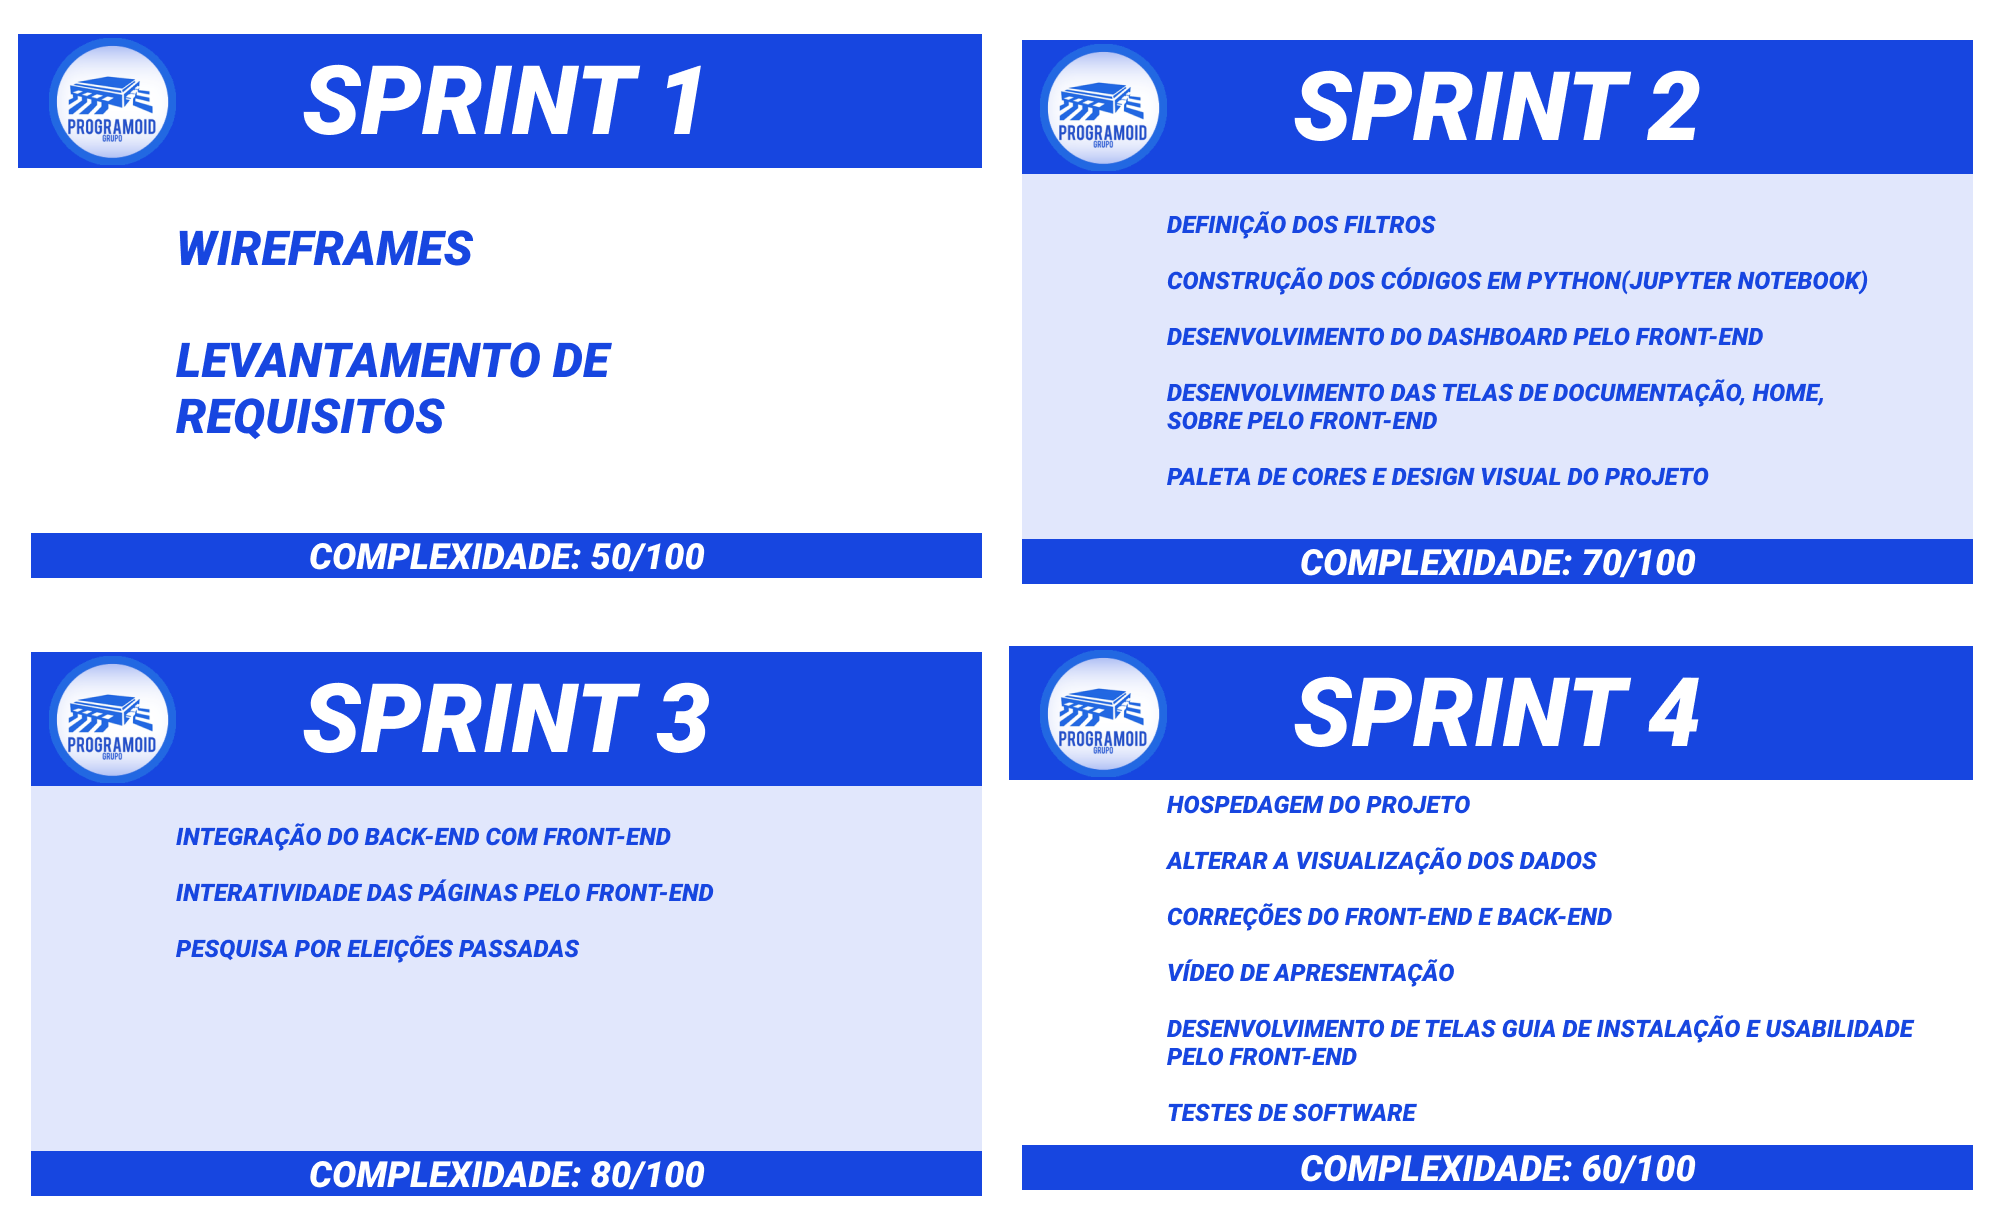 PROGRAMOID
GRUPO
SPRINT 1
WIREFRAMES
LEVANTAMENTO DE
REQUISITOS
COMPLEXIDADE: 50/100
PROGRAMOID
GRUPO
SPRINT 2
DEFINIÇÃO DOS FILTROS
CONSTRUÇÃO DOS CÓDIGOS EM PYTHON(JUPYTER NOTEBOOK)
DESENVOLVIMENTO DO DASHBOARD PELO FRONT-END
DESENVOLVIMENTO DAS TELAS DE DOCUMENTAÇÃO, HOME,
SOBRE PELO FRONT-END
PALETA DE CORES E DESIGN VISUAL DO PROJETO
COMPLEXIDADE: 70/100
PROGRAMOID
GRUPO
SPRINT 3
INTEGRAÇÃO DO BACK-END COM FRONT-END
INTERATIVIDADE DAS PÁGINAS PELO FRONT-END
PESQUISA POR ELEIÇÕES PASSADAS
COMPLEXIDADE: 80/100
PROGRAMOID
GRUPO
SPRINT 4
HOSPEDAGEM DO PROJETO
ALTERAR A VISUALIZAÇÃO DOS DADOS
CORREÇÕES DO FRONT-END E BACK-END
VÍDEO DE APRESENTAÇÃO
DESENVOLVIMENTO DE TELAS GUIA DE INSTALAÇÃO E USABILIDADE
PELO FRONT-END
TESTES DE SOFTWARE
COMPLEXIDADE: 60/100